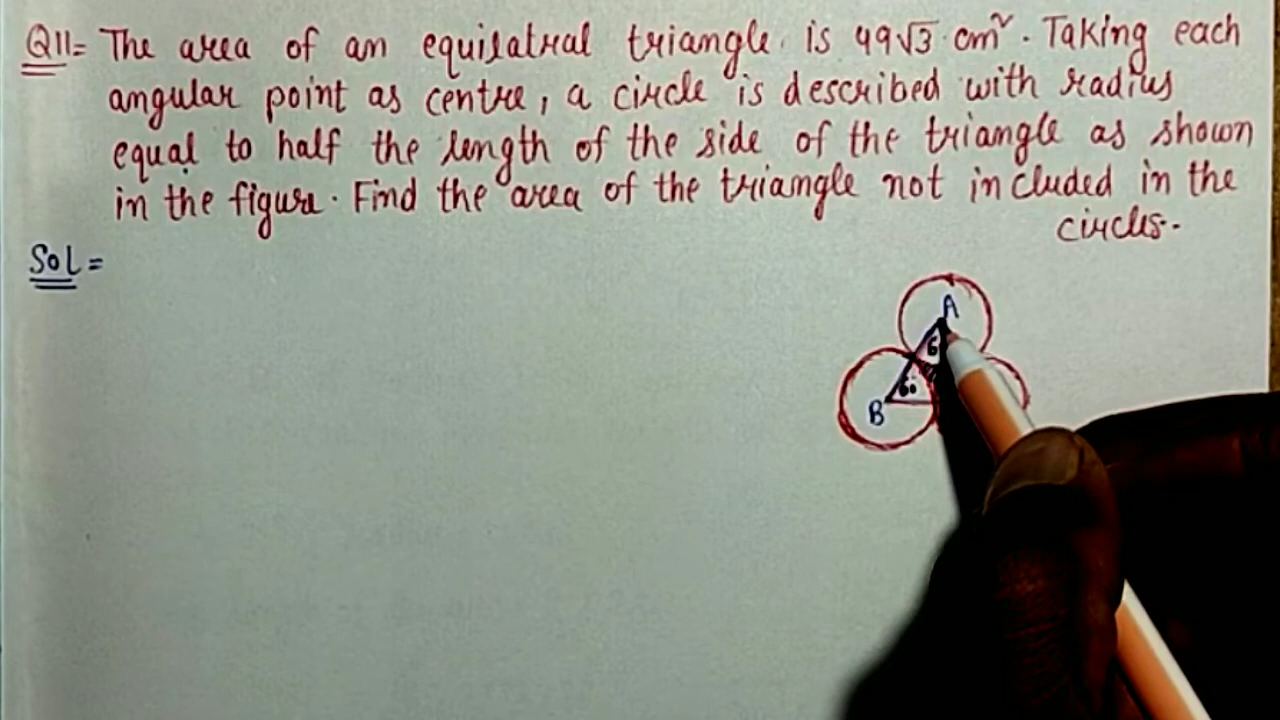 Q11= The area of an equilatral triangle is 49√3 cm². Taking each
angular point as centre, a circle is described with radius
equal to half the length of the side of the triangle as shown
in the figure. Find the area of the triangle not included in the
circles.
Sol =
A
6
60
B